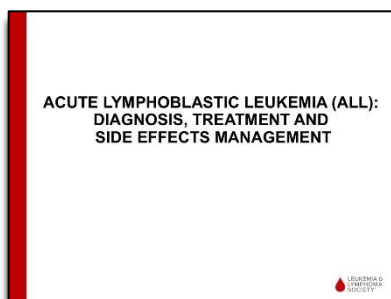 ACUTE LYMPHOBLASTIC LEUKEMIA (ALL):
DIAGNOSIS, TREATMENT AND
SIDE EFFECTS MANAGEMENT
LEUKEMIA &
LYMPHOMA
SOCIETY